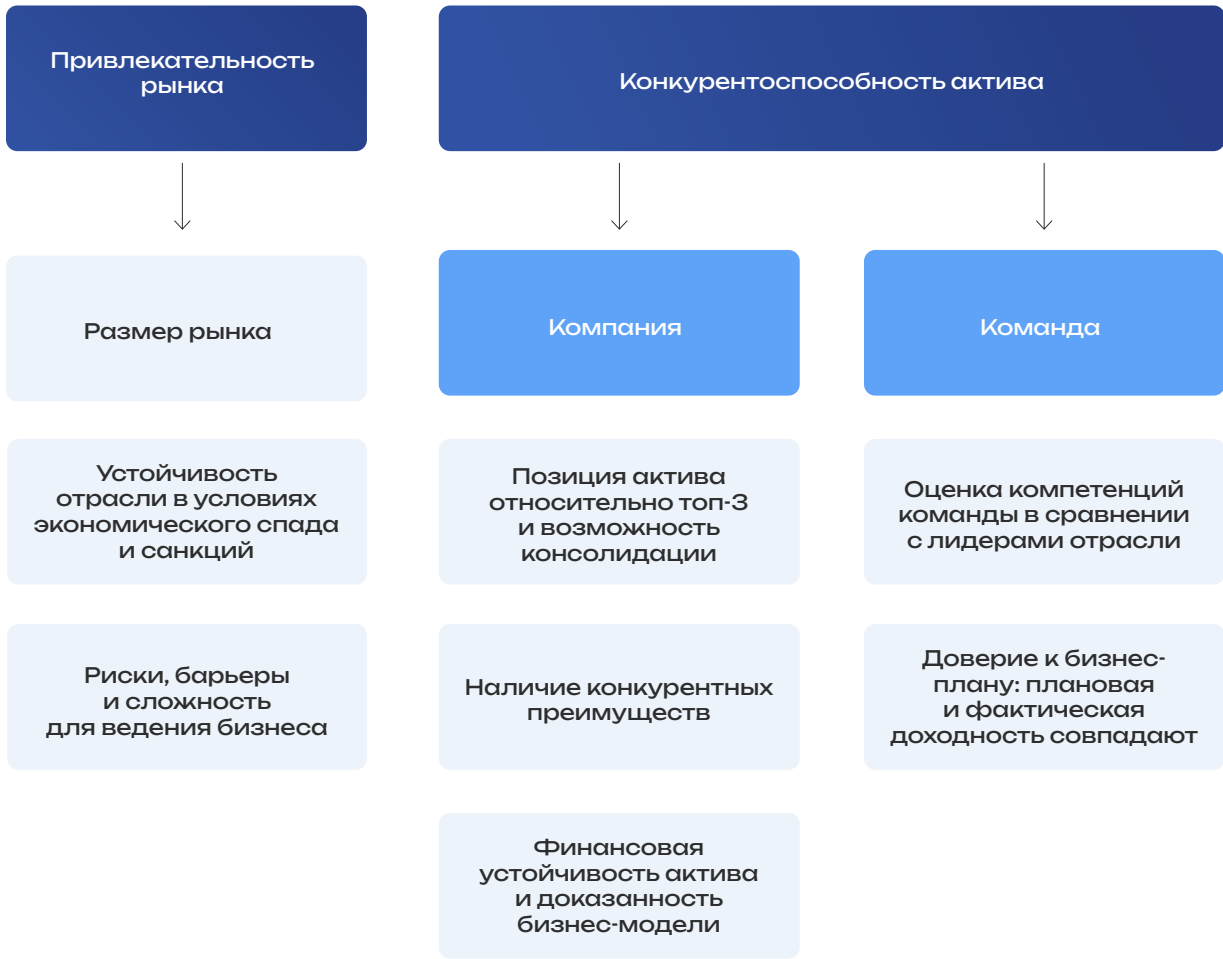 Привлекательность
рынка
Конкурентоспособность актива
Размер рынка
Компания
Команда
Устойчивость
отрасли в условиях
экономического спада
и санкций
Позиция актива
относительно топ-3
и возможность
консолидации
Оценка компетенций
команды в сравнении
с лидерами отрасли
Риски, барьеры
и сложность
для ведения бизнеса
Наличие конкурентных
преимуществ
Доверие к бизнес-
плану: плановая
и фактическая
доходность совпадают
Финансовая
устойчивость актива
и доказанность
бизнес-модели